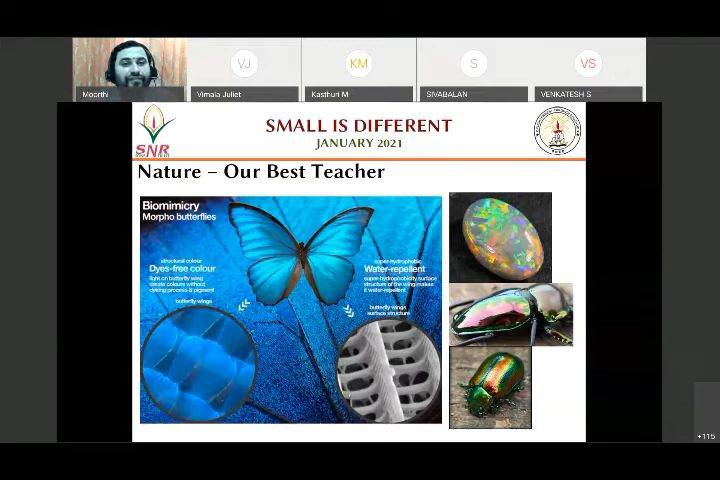 VJ
KM
S
VS
Moorthi
Vimala Juliet
Kasthuri M
SIVABALAN
VENKATESH S
SMALL IS DIFFERENT
JANUARY 2021
SNR
Nature – Our Best Teacher
Biomimicry
Morpho butterflies
structural colour
Dyes-free colour
light on butterfly wing
create colours without
dyeing process & pigment
butterfly wings
super-hydrophobic
Water-repellent
super-hydrophobicity surface
structure of the wing makes
it water-repellent
butterfly wings
surface structure
+115